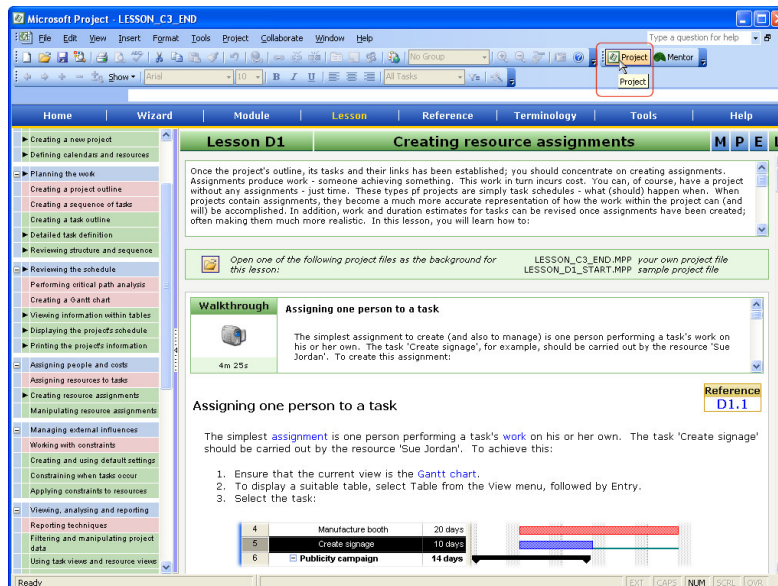 Microsoft Project - LESSON_C3_END
File Edit View Insert Format Tools Project Collaborate Window Help
Type a question for help
No Group
Project Mentor
Show Arial 10 B I U All Tasks
Project
Home | Wizard | Module | Lesson | Reference | Terminology | Tools | Help
Creating a new project
Defining calendars and resources
Planning the work
Creating a project outline
Creating a sequence of tasks
Creating a task outline
Detailed task definition
Reviewing structure and sequence
Reviewing the schedule
Performing critical path analysis
Creating a Gantt chart
Viewing information within tables
Displaying the project's schedule
Printing the project's information
Assigning people and costs
Assigning resources to tasks
Creating resource assignments
Manipulating resource assignments
Managing external influences
Working with constraints
Creating and using default settings
Constraining when tasks occur
Applying constraints to resources
Viewing, analysing and reporting
Reporting techniques
Filtering and manipulating project
data
Using task views and resource views
Lesson D1 Creating resource assignments M P E L
Once the project's outline, its tasks and their links has been established; you should concentrate on creating assignments.
Assignments produce work - someone achieving something. This work in turn incurs cost. You can, of course, have a project
without any assignments - just time. These types pf projects are simply task schedules - what (should) happen when. When
projects contain assignments, they become a much more accurate representation of how the work within the project can (and
will) be accomplished. In addition, work and duration estimates for tasks can be revised once assignments have been created;
often making them much more realistic. In this lesson, you will learn how to:
Open one of the following project files as the background for
this lesson:
LESSON_C3_END.MPP your own project file
LESSON_D1_START.MPP sample project file
Walkthrough
4m 25s
Assigning one person to a task
The simplest assignment to create (and also to manage) is one person performing a task's work on
his or her own. The task 'Create signage', for example, should be carried out by the resource 'Sue
Jordan'. To create this assignment:
Reference
D1.1
Assigning one person to a task
The simplest assignment is one person performing a task's work on his or her own. The task 'Create signage'
should be carried out by the resource 'Sue Jordan'. To achieve this:
1. Ensure that the current view is the Gantt chart.
2. To display a suitable table, select Table from the View menu, followed by Entry.
3. Select the task:
4 Manufacture booth 20 days
5 Create signage 10 days
6 Publicity campaign 14 days
Ready
EXT CAPS NUM SCRL OVR